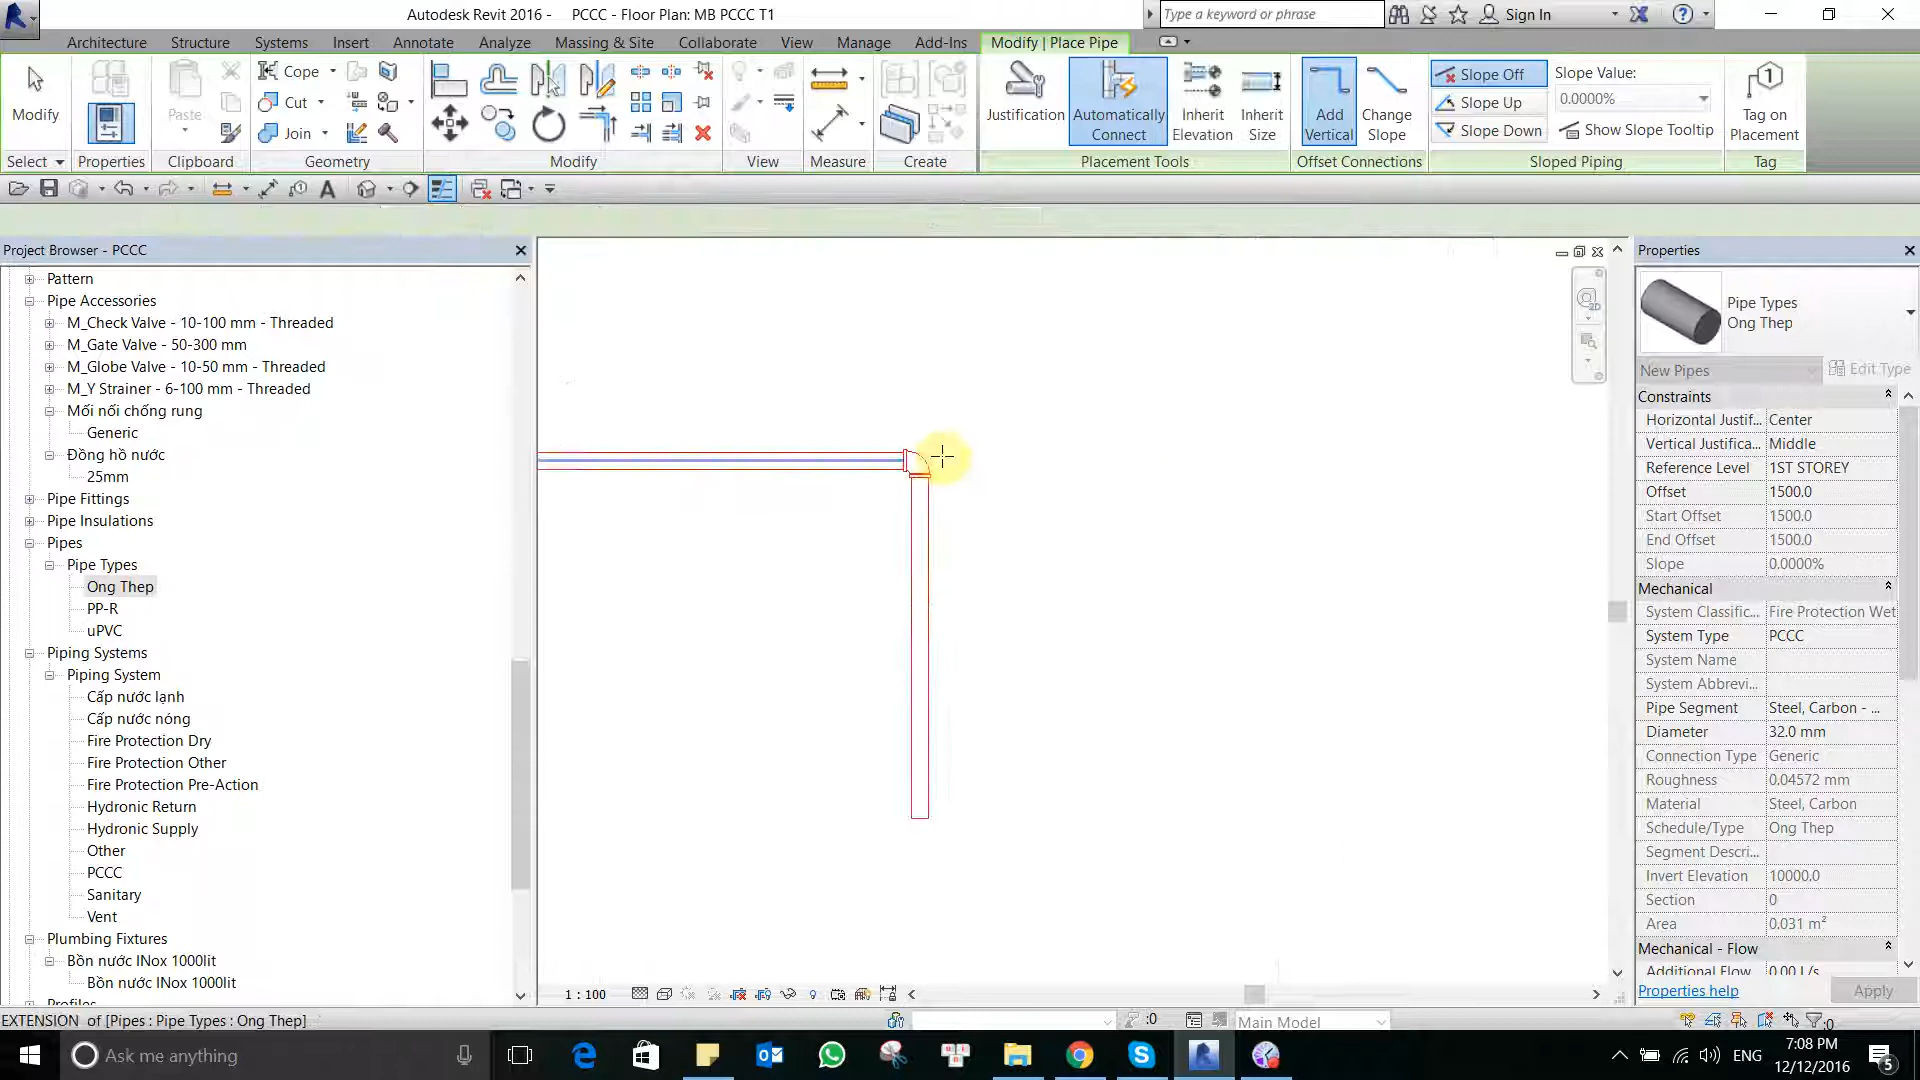 Autodesk Revit 2016 -    PCCC - Floor Plan: MB PCCC T1
Type a keyword or phrase
Sign In
Architecture
Structure
Systems
Insert
Annotate
Analyze
Massing & Site
Collaborate
View
Manage
Add-Ins
Modify | Place Pipe
Modify
Paste
Cope
Cut
Join
Justification
Automatically Connect
Inherit Elevation
Inherit Size
Add Vertical
Change Slope
Slope Off
Slope Up
Slope Down
Slope Value:
0.0000%
Show Slope Tooltip
Tag on Placement
Select
Properties
Clipboard
Geometry
Modify
View
Measure
Create
Placement Tools
Offset Connections
Sloped Piping
Tag
Project Browser - PCCC
Pattern
Pipe Accessories
M_Check Valve - 10-100 mm - Threaded
M_Gate Valve - 50-300 mm
M_Globe Valve - 10-50 mm - Threaded
M_Y Strainer - 6-100 mm - Threaded
Mối nối chống rung
Generic
Đồng hồ nước
25mm
Pipe Fittings
Pipe Insulations
Pipes
Pipe Types
Ong Thep
PP-R
uPVC
Piping Systems
Piping System
Cấp nước lạnh
Cấp nước nóng
Fire Protection Dry
Fire Protection Other
Fire Protection Pre-Action
Hydronic Return
Hydronic Supply
Other
PCCC
Sanitary
Vent
Plumbing Fixtures
Bồn nước INox 1000lit
Bồn nước INox 1000lit
Profiles
Properties
Pipe Types
Ong Thep
New Pipes
Edit Type
Constraints
Horizontal Justif... Center
Vertical Justifica... Middle
Reference Level 1ST STOREY
Offset 1500.0
Start Offset 1500.0
End Offset 1500.0
Slope 0.0000%
Mechanical
System Classific... Fire Protection Wet
System Type PCCC
System Name
System Abbrevi...
Pipe Segment Steel, Carbon - ...
Diameter 32.0 mm
Connection Type Generic
Roughness 0.04572 mm
Material Steel, Carbon
Schedule/Type Ong Thep
Segment Descri...
Invert Elevation 10000.0
Section 0
Area 0.031 m²
Mechanical - Flow
Additional Flow 0.00 L/s
Properties help
Apply
1 : 100
EXTENSION of [Pipes : Pipe Types : Ong Thep]
:0
Main Model
:0
Ask me anything
ENG
7:08 PM
12/12/2016
5